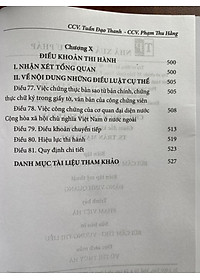 CCV. Tuấn Đạo Thanh - CCV. Phạm Thu Hằng
Chương X
ĐIỀU KHOẢN THI HÀNH 500
I. NHẬN XÉT TỔNG QUAN 500
II. VỀ NỘI DUNG NHỮNG ĐIỀU LUẬT CỤ THỂ 505
Điều 77. Việc chứng thực bản sao từ bản chính, chứng
thực chữ ký trong giấy tờ, văn bản của công chứng viên 505
Điều 78. Việc công chứng của cơ quan đại diện nước
Cộng hòa xã hội chủ nghĩa Việt Nam ở nước ngoài 508
Điều 79. Điều khoản chuyển tiếp 513
Điều 80. Hiệu lực thi hành 519
Điều 81. Quy định chi tiết 523
DANH MỤC TÀI LIỆU THAM KHẢO 527